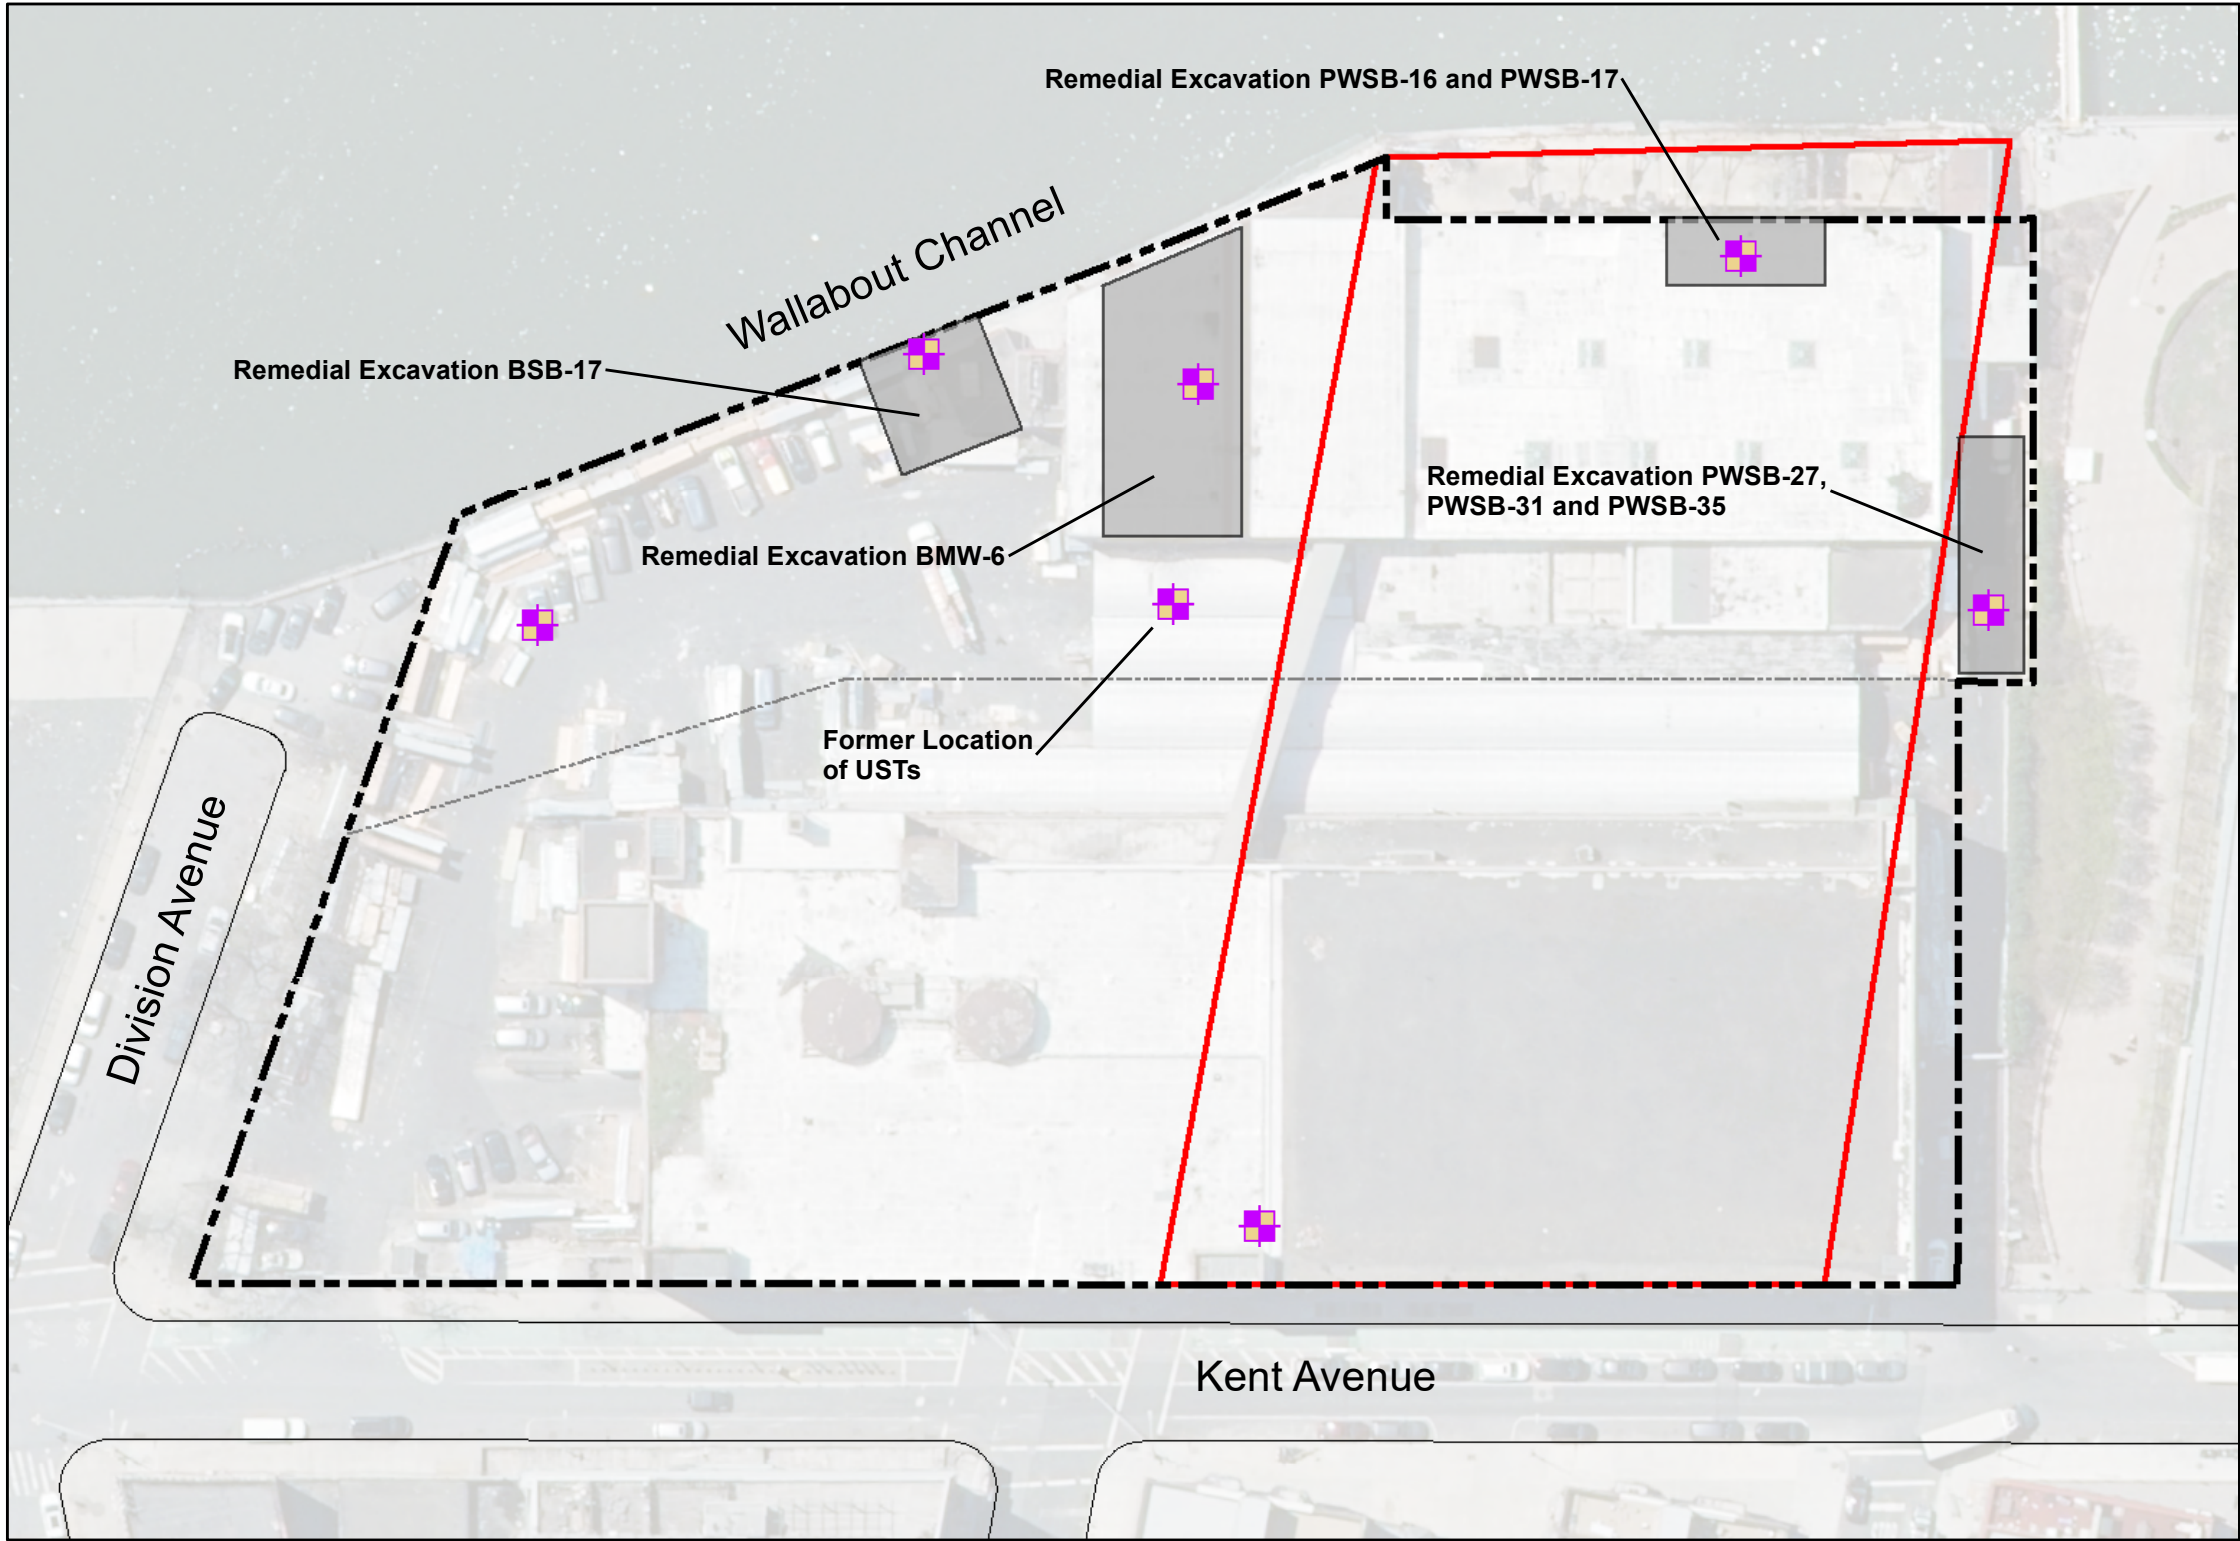 Remedial Excavation PWSB-16 and PWSB-17
Wallabout Channel
Remedial Excavation BSB-17
Remedial Excavation PWSB-27,
PWSB-31 and PWSB-35
Remedial Excavation BMW-6
Former Location
of USTs
Division Avenue
Kent Avenue